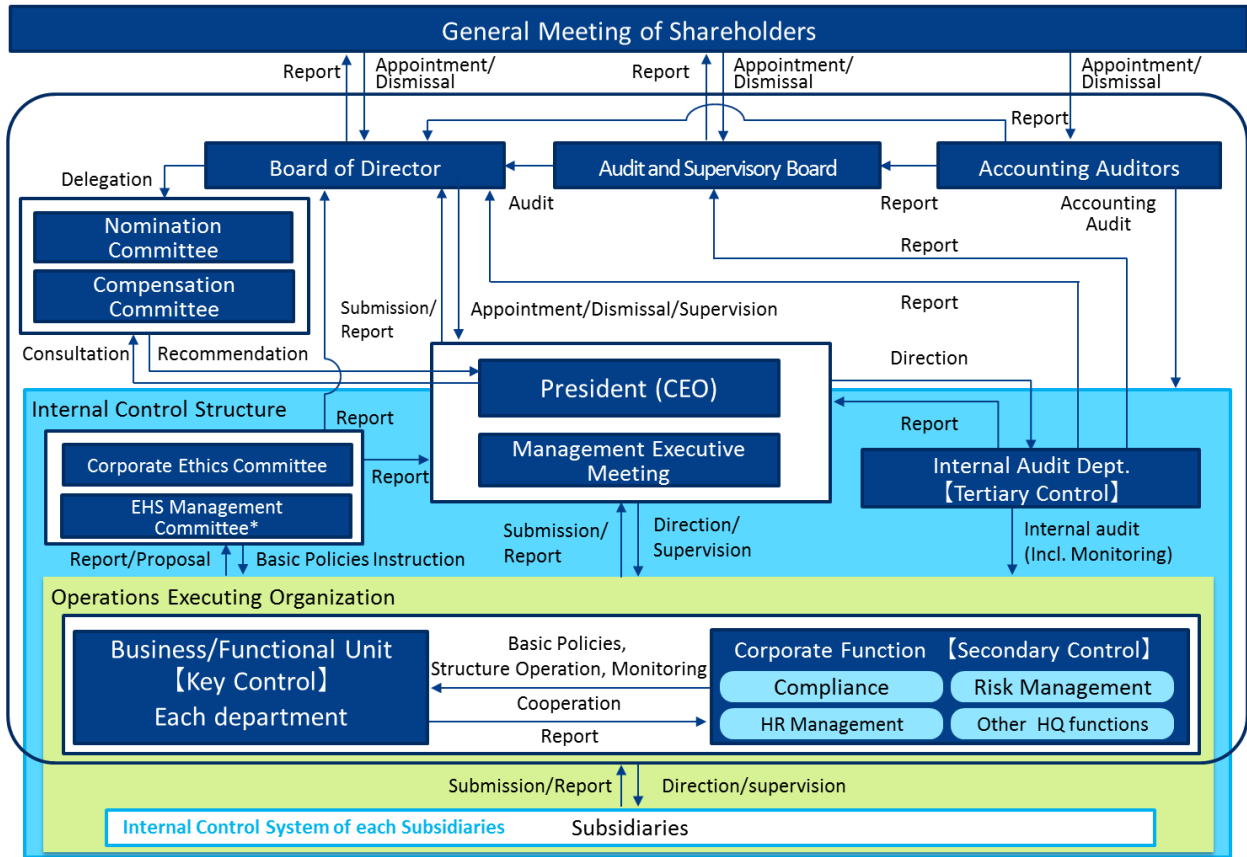 General Meeting of Shareholders
Report
Appointment/
Dismissal
Report
Appointment/
Dismissal
Appointment/
Dismissal
Report
Board of Director
Audit and Supervisory Board
Accounting Auditors
Delegation
Audit
Report
Accounting
Audit
Nomination
Committee
Compensation
Committee
Report
Submission/
Report
Appointment/Dismissal/Supervision
Report
Consultation
Recommendation
Direction
President (CEO)
Management Executive
Meeting
Internal Control Structure
Report
Report
Corporate Ethics Committee
EHS Management
Committee*
Report
Internal Audit Dept.
【Tertiary Control】
Report/Proposal
Basic Policies Instruction
Submission/
Report
Direction/
Supervision
Internal audit
(Incl. Monitoring)
Operations Executing Organization
Business/Functional Unit
【Key Control】
Each department
Basic Policies,
Structure Operation, Monitoring
Cooperation
Report
Corporate Function 【Secondary Control】
Compliance
Risk Management
HR Management
Other HQ functions
Submission/Report
Direction/supervision
Internal Control System of each Subsidiaries
Subsidiaries